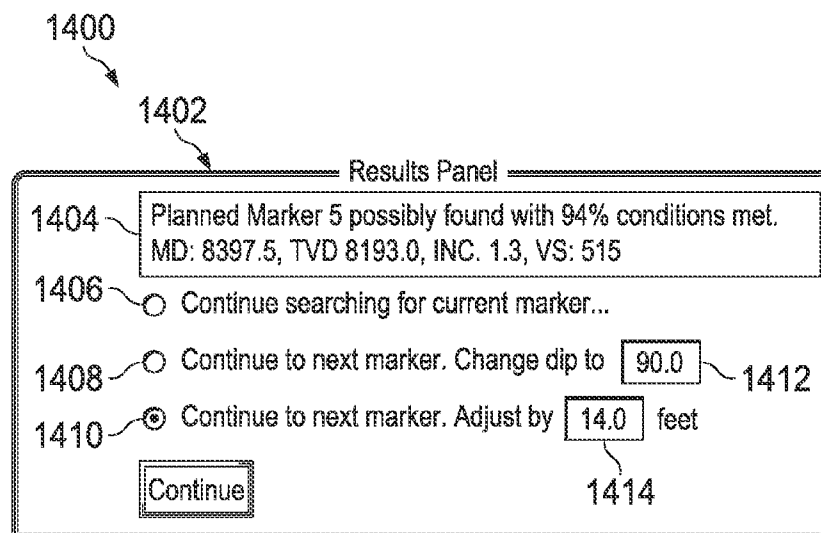 1400
1402
Results Panel
1404
Planned Marker 5 possibly found with 94% conditions met.
MD: 8397.5, TVD 8193.0, INC. 1.3, VS: 515
1406
Continue searching for current marker...
1408
Continue to next marker. Change dip to 90.0
1412
1410
Continue to next marker. Adjust by 14.0 feet
1414
Continue